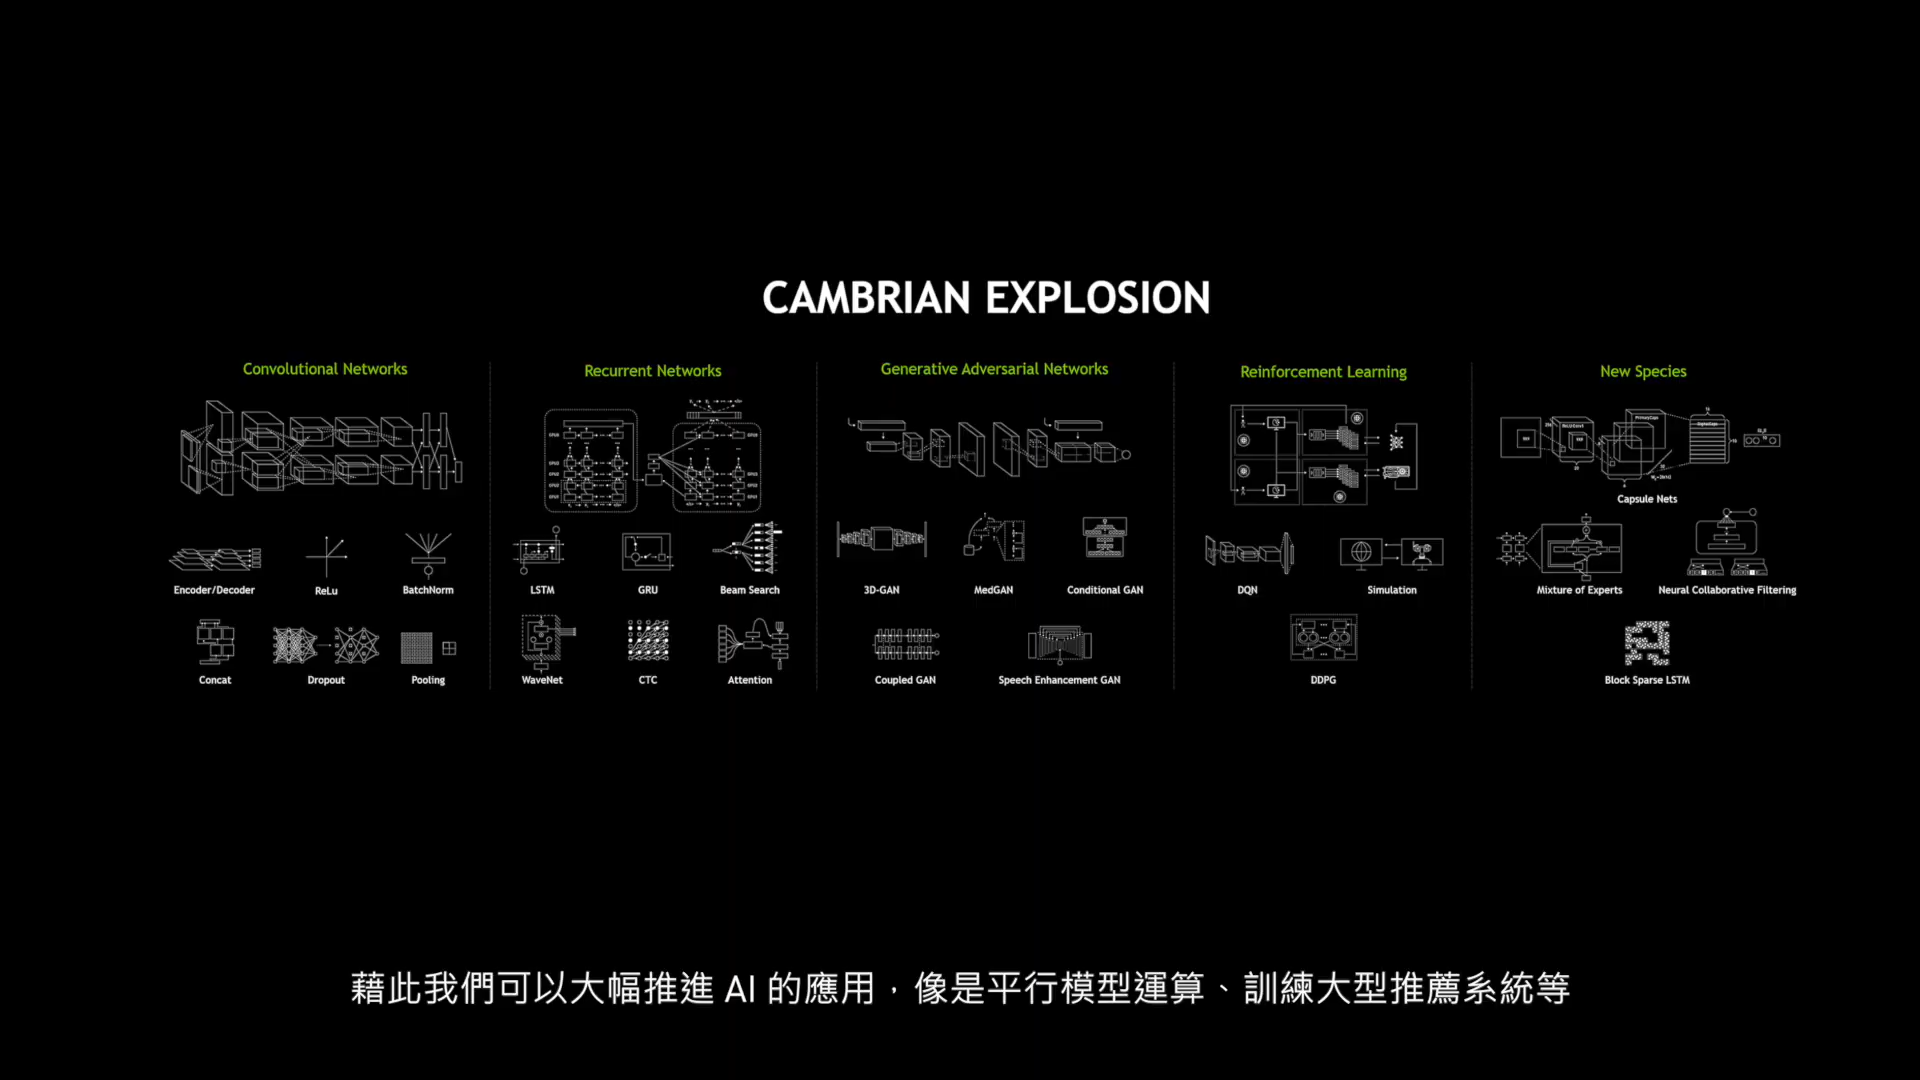 CAMBRIAN EXPLOSION
Convolutional Networks
Encoder/Decoder
ReLu
BatchNorm
Concat
Dropout
Pooling
Recurrent Networks
LSTM
GRU
Beam Search
WaveNet
CTC
Attention
Generative Adversarial Networks
3D-GAN
MedGAN
Conditional GAN
Coupled GAN
Speech Enhancement GAN
Reinforcement Learning
DQN
Simulation
DDPG
New Species
Capsule Nets
Mixture of Experts
Neural Collaborative Filtering
Block Sparse LSTM
藉此我們可以大幅推進 AI 的應用，像是平行模型運算、訓練大型推薦系統等